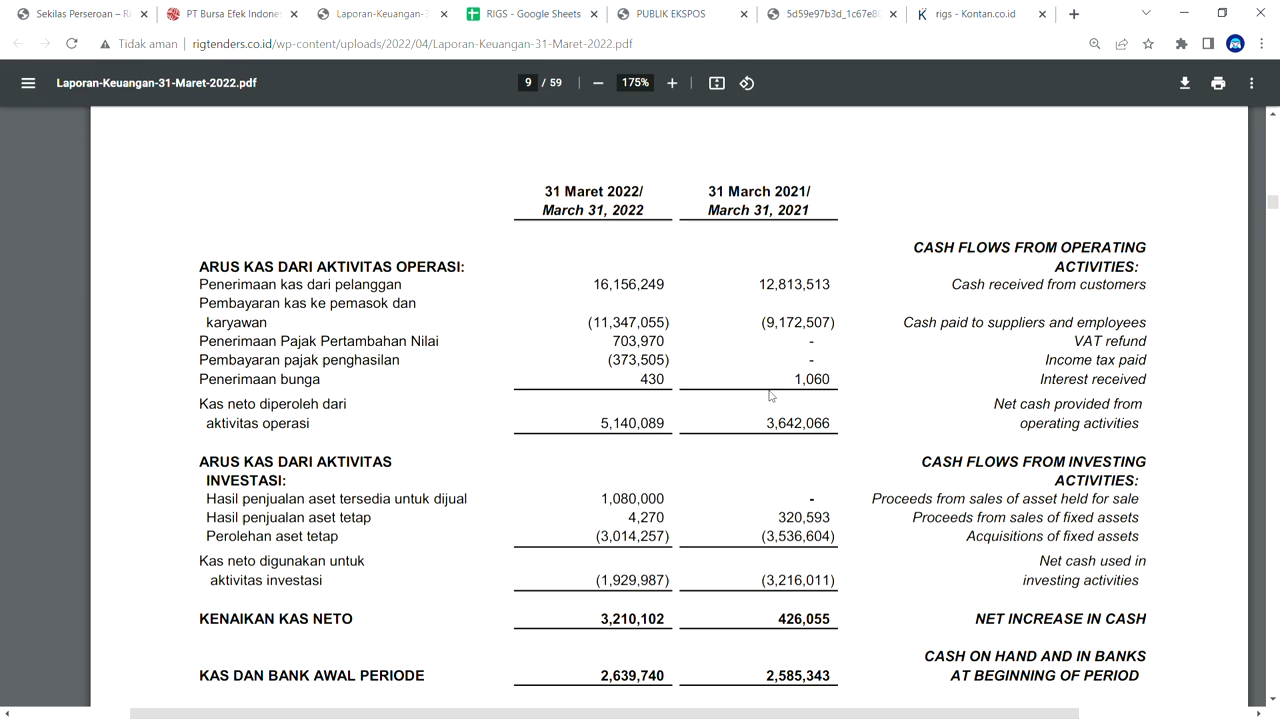 Sekilas Perseroan – Ri
PT Bursa Efek Indones
Laporan-Keuangan-3
RIGS - Google Sheets
PUBLIK EKSPOS
5d59e97b3d_1c67e8
rigs - Kontan.co.id
Tidak aman | rigtenders.co.id/wp-content/uploads/2022/04/Laporan-Keuangan-31-Maret-2022.pdf
Laporan-Keuangan-31-Maret-2022.pdf 9 / 59 175%
31 Maret 2022/ 31 March 2021/
March 31, 2022 March 31, 2021
CASH FLOWS FROM OPERATING
ARUS KAS DARI AKTIVITAS OPERASI: ACTIVITIES:
Penerimaan kas dari pelanggan 16,156,249 12,813,513 Cash received from customers
Pembayaran kas ke pemasok dan
karyawan (11,347,055) (9,172,507) Cash paid to suppliers and employees
Penerimaan Pajak Pertambahan Nilai 703,970 - VAT refund
Pembayaran pajak penghasilan (373,505) - Income tax paid
Penerimaan bunga 430 1,060 Interest received
Kas neto diperoleh dari Net cash provided from
aktivitas operasi 5,140,089 3,642,066 operating activities
ARUS KAS DARI AKTIVITAS CASH FLOWS FROM INVESTING
INVESTASI: ACTIVITIES:
Hasil penjualan aset tersedia untuk dijual 1,080,000 - Proceeds from sales of asset held for sale
Hasil penjualan aset tetap 4,270 320,593 Proceeds from sales of fixed assets
Perolehan aset tetap (3,014,257) (3,536,604) Acquisitions of fixed assets
Kas neto digunakan untuk Net cash used in
aktivitas investasi (1,929,987) (3,216,011) investing activities
KENAIKAN KAS NETO 3,210,102 426,055 NET INCREASE IN CASH
CASH ON HAND AND IN BANKS
KAS DAN BANK AWAL PERIODE 2,639,740 2,585,343 AT BEGINNING OF PERIOD